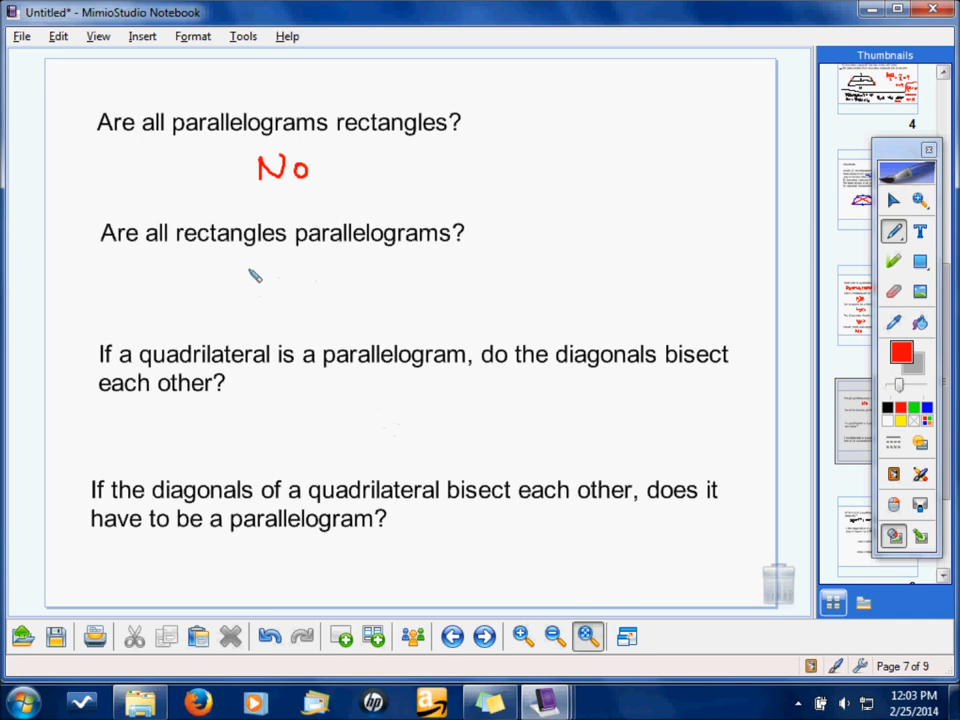 Untitled* - MimioStudio Notebook
File Edit View Insert Format Tools Help
Thumbnails
Are all parallelograms rectangles?
No
4
Are all rectangles parallelograms?
If a quadrilateral is a parallelogram, do the diagonals bisect
each other?
If the diagonals of a quadrilateral bisect each other, does it
have to be a parallelogram?
Page 7 of 9
12:03 PM
2/25/2014